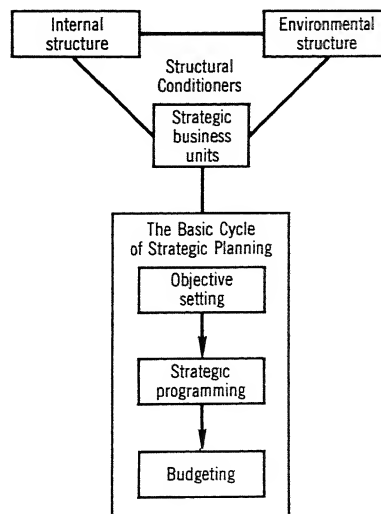 Internal
structure
Environmental
structure
Structural
Conditioners
Strategic
business
units
The Basic Cycle
of Strategic Planning
Objective
setting
Strategic
programming
Budgeting